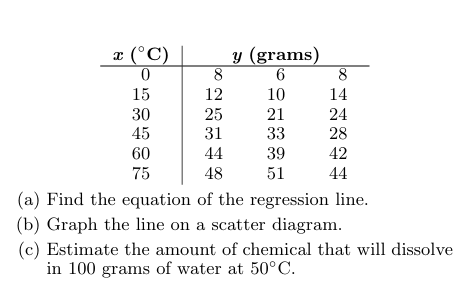 x (°C) y (grams)
0 8 6 8
15 12 10 14
30 25 21 24
45 31 33 28
60 44 39 42
75 48 51 44
(a) Find the equation of the regression line.
(b) Graph the line on a scatter diagram.
(c) Estimate the amount of chemical that will dissolve
in 100 grams of water at 50°C.